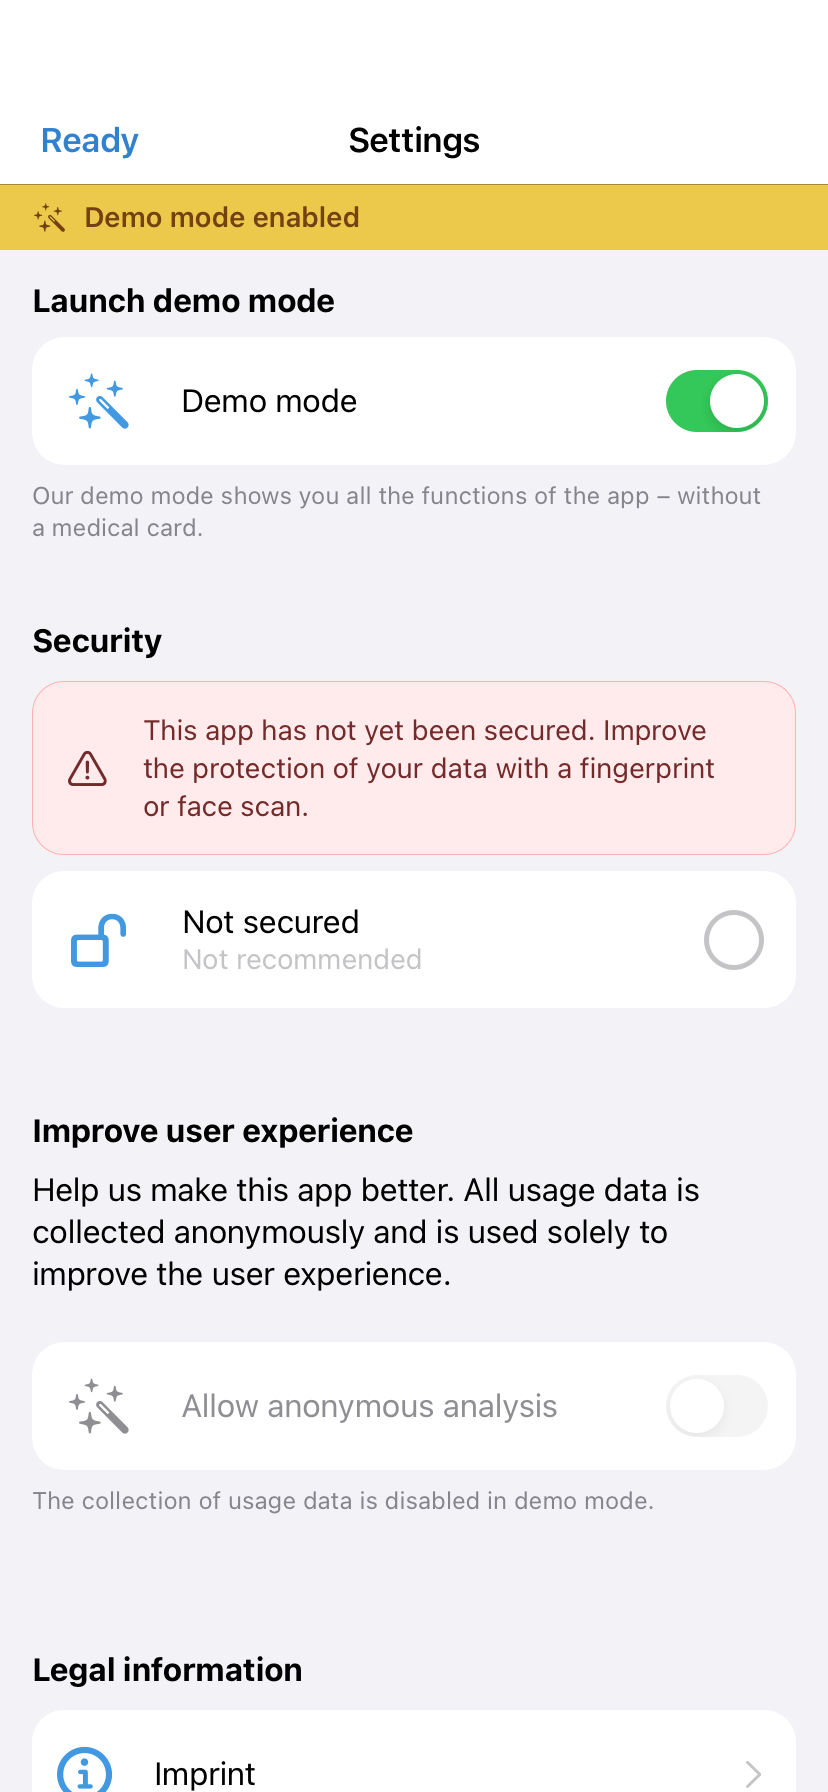 Ready
Settings
Demo mode enabled
Launch demo mode
Demo mode
Our demo mode shows you all the functions of the app – without
a medical card.
Security
This app has not yet been secured. Improve
the protection of your data with a fingerprint
or face scan.
Not secured
Not recommended
Improve user experience
Help us make this app better. All usage data is
collected anonymously and is used solely to
improve the user experience.
Allow anonymous analysis
The collection of usage data is disabled in demo mode.
Legal information
Imprint